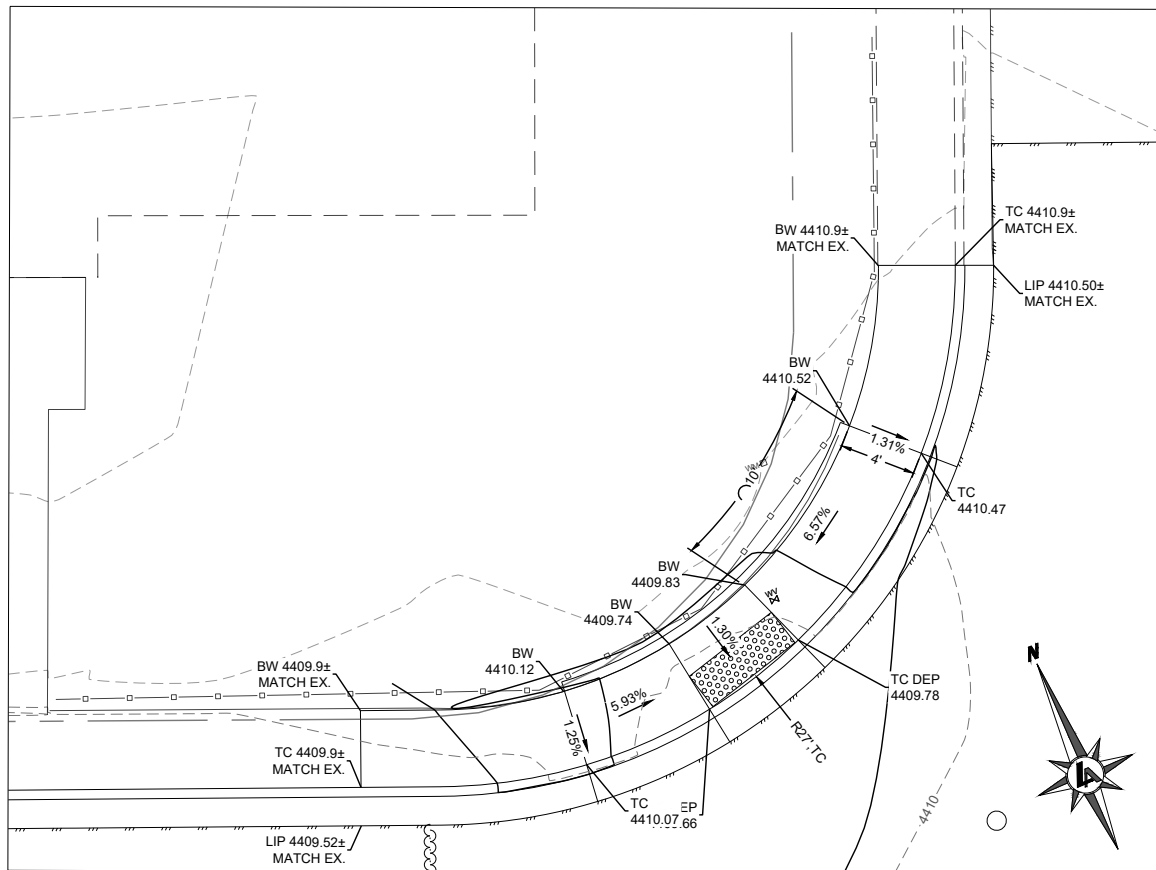 TC 4410.9±
MATCH EX.
BW 4410.9±
MATCH EX.
LIP 4410.50±
MATCH EX.
BW
4410.52
1.31%
4'
TC
4410.47
10'
6.57%
BW
4409.83
BW
4409.74
WV
1.30%
BW
4410.12
BW 4409.9±
MATCH EX.
5.93%
TC DEP
4409.78
N
R27',TC
1.25%
TC 4409.9±
MATCH EX.
TC
4410.07
EP
.66
4410
LIP 4409.52±
MATCH EX.